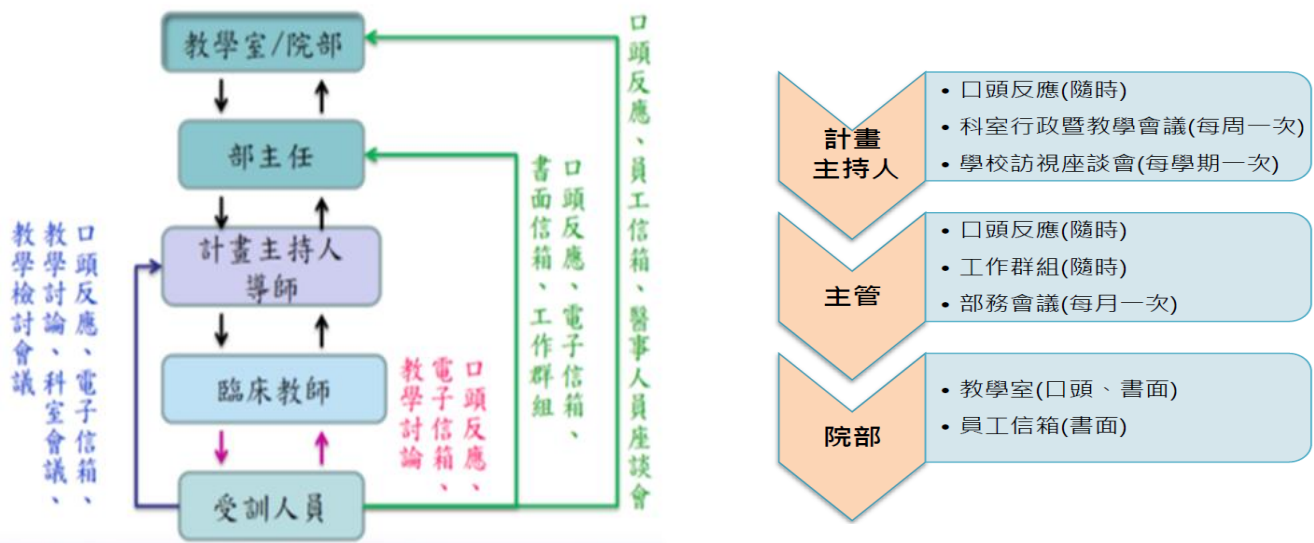 教學室/院部
部主任
計畫主持人
導師
臨床教師
受訓人員
口頭反應、電子信箱、
教學討論、科室會議、
教學檢討會議
口頭反應、
電子信箱、
教學討論
口頭反應、電子信箱、
書面信箱、工作群組
口頭反應、員工信箱、醫事人員座談會
計畫
主持人
• 口頭反應(隨時)
• 科室行政暨教學會議(每周一次)
• 學校訪視座談會(每學期一次)
主管
• 口頭反應(隨時)
• 工作群組(隨時)
• 部務會議(每月一次)
院部
• 教學室(口頭、書面)
• 員工信箱(書面)